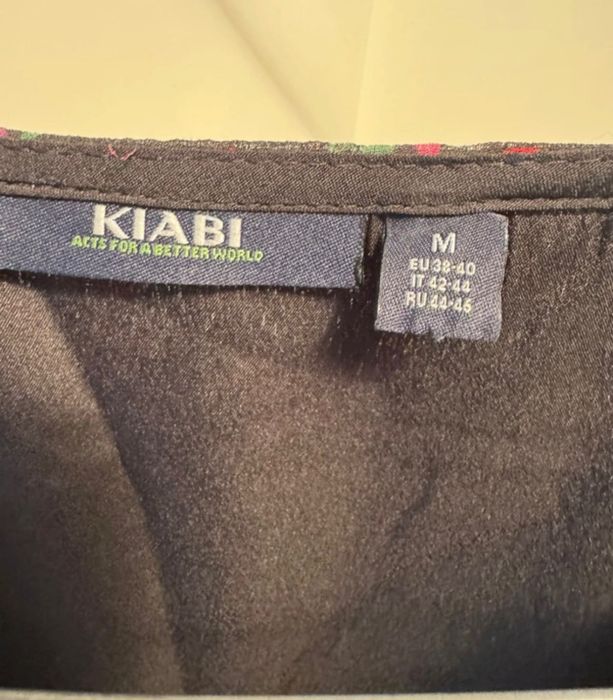 KIABI
ACTS FOR A BETTER WORLD
M
EU 38-40
IT 42-44
RU 44-46